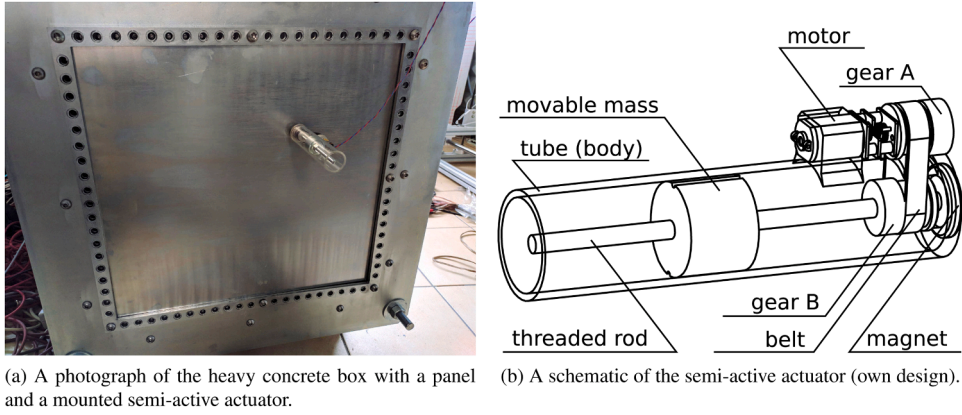 motor
gear A
movable mass
tube (body)
gear B
threaded rod
belt
magnet
(a) A photograph of the heavy concrete box with a panel
and a mounted semi-active actuator.
(b) A schematic of the semi-active actuator (own design).